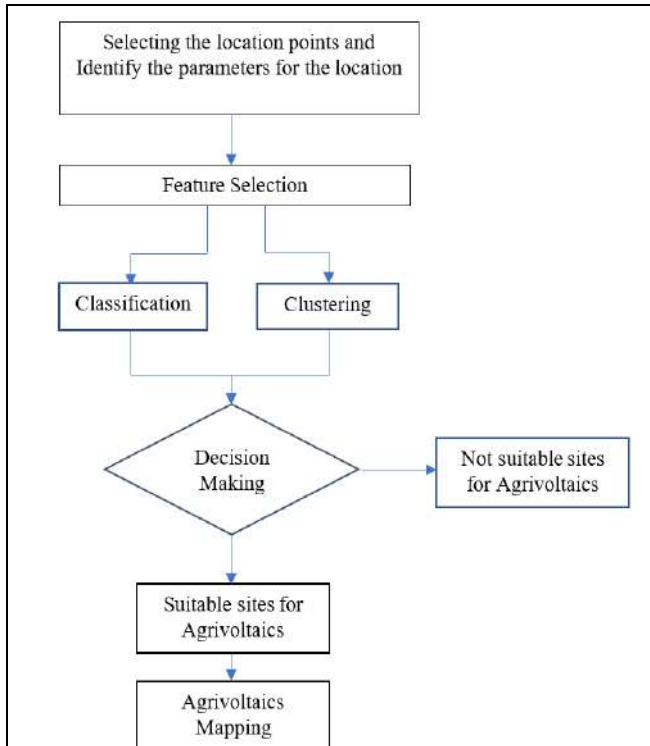 Selecting the location points and
Identify the parameters for the location
Feature Selection
Classification
Clustering
Decision
Making
Not suitable sites
for Agrivoltaics
Suitable sites for
Agrivoltaics
Agrivoltaics
Mapping